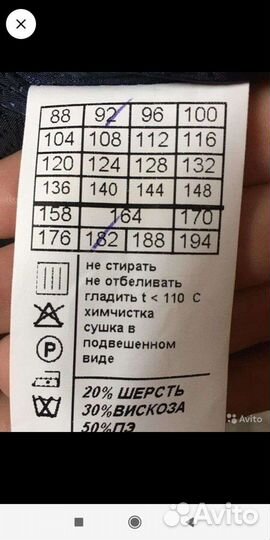 88 92 96 100
104 108 112 116
120 124 128 132
136 140 144 148
158 164 170
176 182 188 194
не стирать
не отбеливать
гладить t < 110 С
химчистка
сушка в
подвешенном
виде
P
20% ШЕРСТЬ
30%ВИСКОЗА
50%ПЭ
Avito
Avito